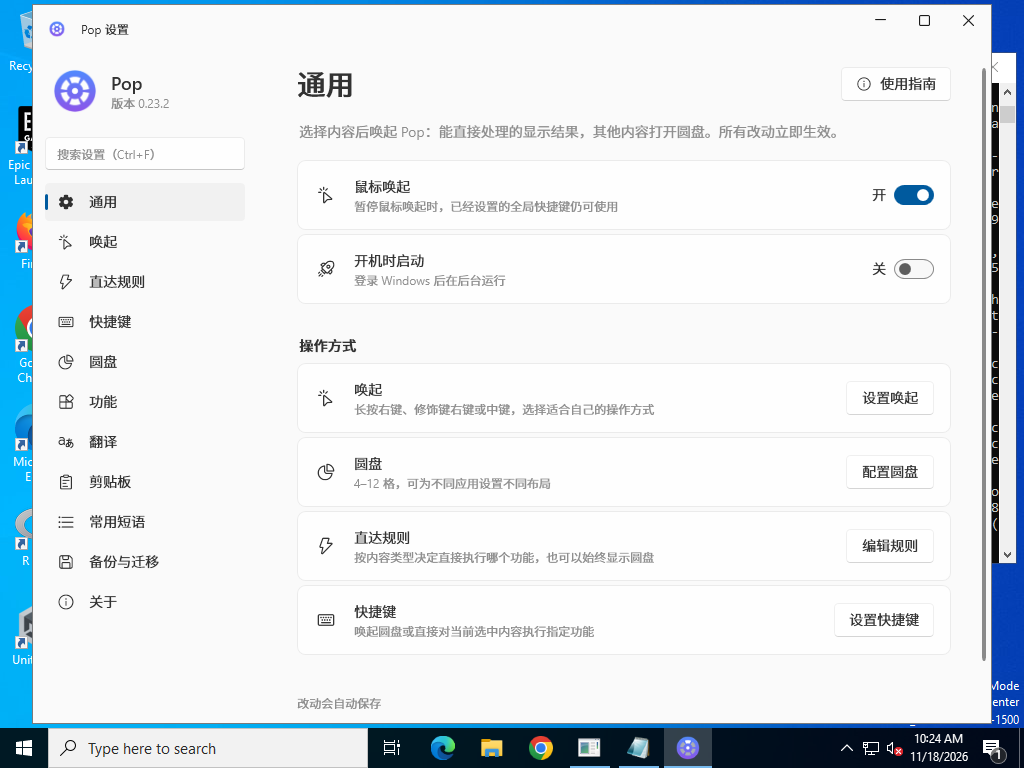 Pop 设置
Pop
版本 0.23.2
搜索设置（Ctrl+F）
通用
唤起
直达规则
快捷键
圆盘
功能
翻译
剪贴板
常用短语
备份与迁移
关于
通用
使用指南
选择内容后唤起 Pop：能直接处理的显示结果，其他内容打开圆盘。所有改动立即生效。
鼠标唤起
暂停鼠标唤起时，已经设置的全局快捷键仍可使用
开
开机时启动
登录 Windows 后在后台运行
关
操作方式
唤起
长按右键、修饰键右键或中键，选择适合自己的操作方式
设置唤起
圆盘
4–12 格，可为不同应用设置不同布局
配置圆盘
直达规则
按内容类型决定直接执行哪个功能，也可以始终显示圆盘
编辑规则
快捷键
唤起圆盘或直接对当前选中内容执行指定功能
设置快捷键
改动会自动保存
Recy
Epic
Lau
Fir
Go
Ch
Mic
E
R
Unit
Mode
enter
-1500
Type here to search
10:24 AM
11/18/2026
1